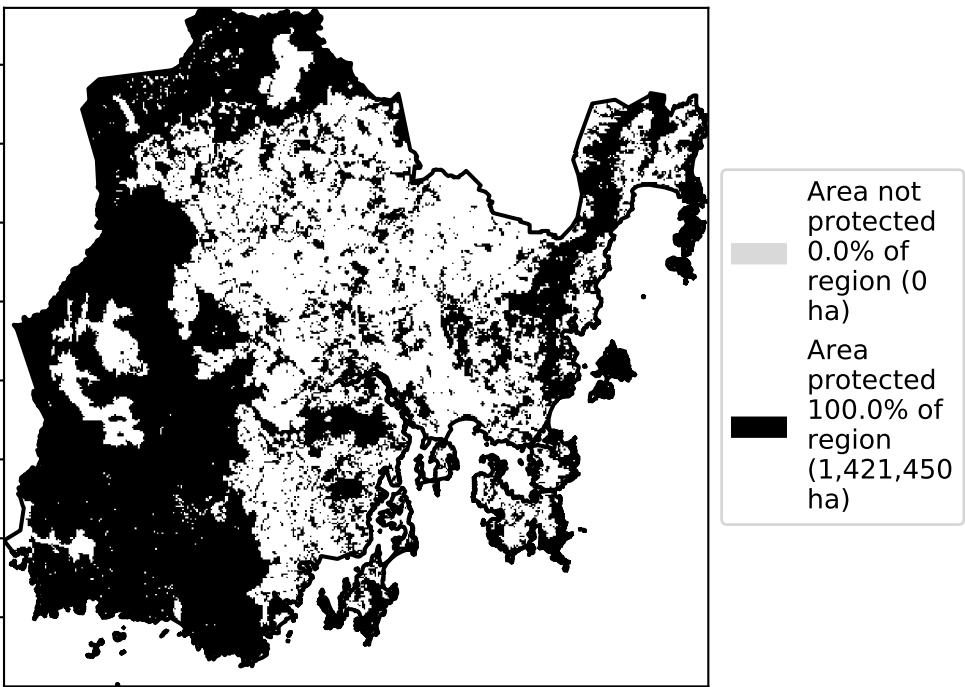 Area not
protected
0.0% of
region (0
ha)
Area
protected
100.0% of
region
(1,421,450
ha)